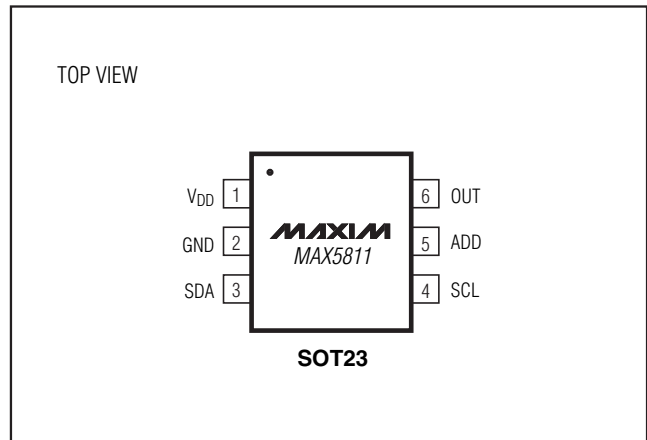 TOP VIEW
VDD 1
GND 2
SDA 3
MAXIM
MAX5811
6 OUT
5 ADD
4 SCL
SOT23